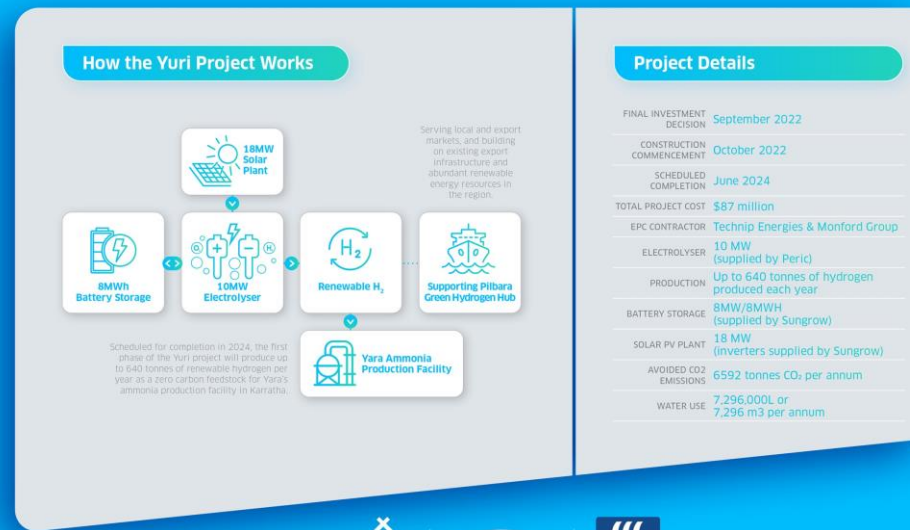 How the Yuri Project Works
18MW
Solar
Plant
Serving local and export
markets, and building
on existing export
infrastructure and
abundant renewable
energy resources in
the region.
8MWh
Battery Storage
10MW
Electrolyser
H₂
Renewable H₂
Supporting Pilbara
Green Hydrogen Hub
Scheduled for completion in 2024, the first
phase of the Yuri project will produce up
to 640 tonnes of renewable hydrogen per
year as a zero carbon feedstock for Yara's
ammonia production facility in Karratha.
Yara Ammonia
Production Facility
Project Details
FINAL INVESTMENT
DECISION
September 2022
CONSTRUCTION
COMMENCEMENT
October 2022
SCHEDULED
COMPLETION
June 2024
TOTAL PROJECT COST
$87 million
EPC CONTRACTOR
Technip Energies & Monford Group
ELECTROLYSER
10 MW
(supplied by Peric)
PRODUCTION
Up to 640 tonnes of hydrogen
produced each year
BATTERY STORAGE
8MW/8MWH
(supplied by Sungrow)
SOLAR PV PLANT
18 MW
(inverters supplied by Sungrow)
AVOIDED CO2
EMISSIONS
6592 tonnes CO₂ per annum
WATER USE
7,296,000L or
7,296 m3 per annum